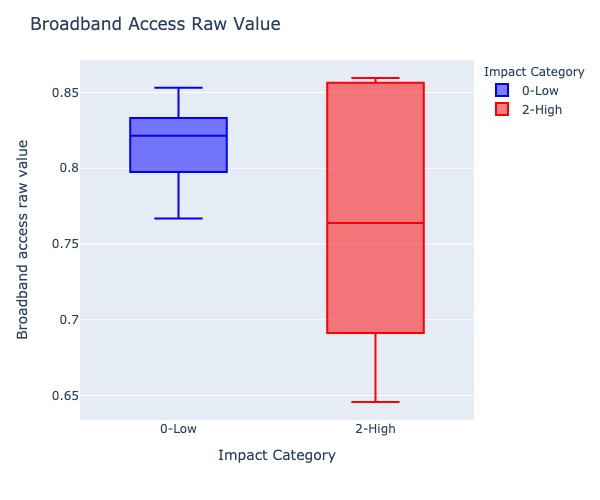 Broadband Access Raw Value
Impact Category
0-Low
2-High
Broadband access raw value
0.85
0.8
0.75
0.7
0.65
0-Low
2-High
Impact Category